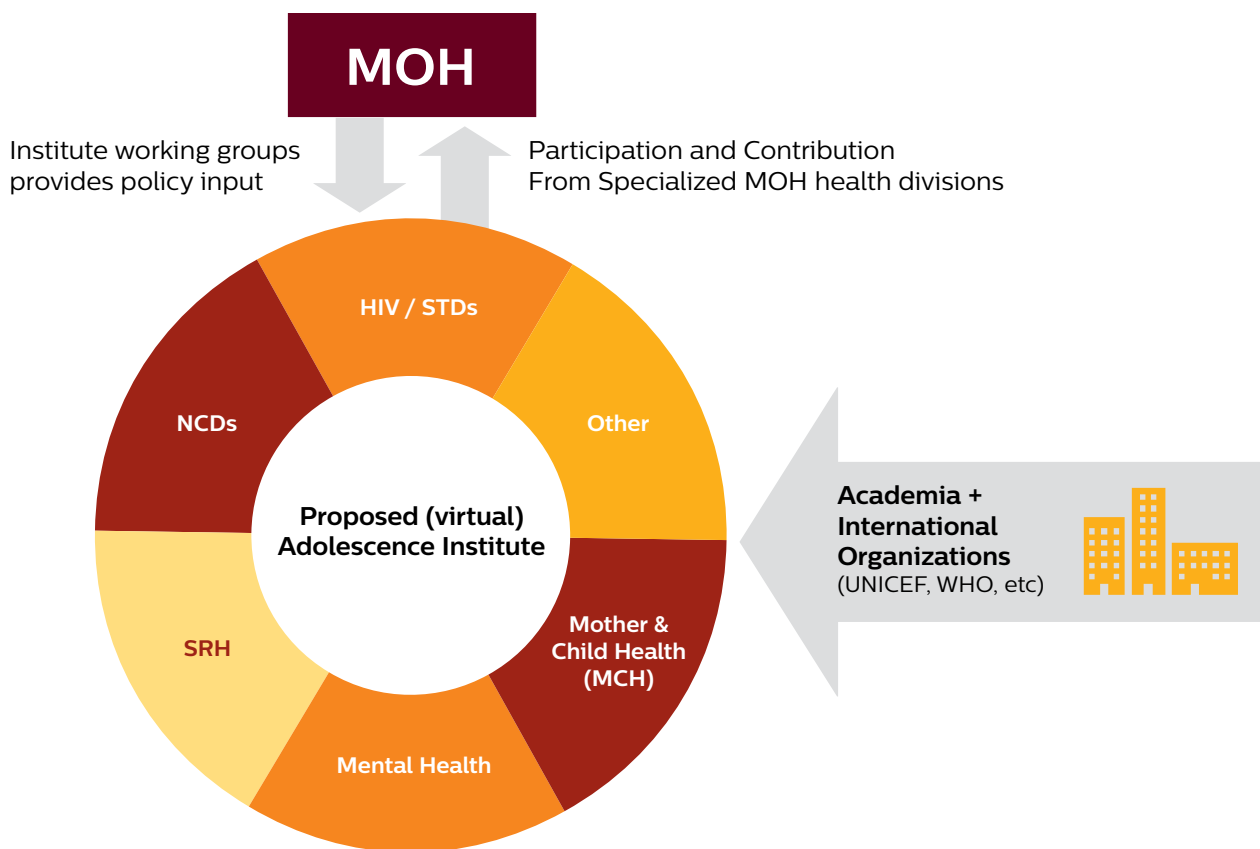 MOH
Institute working groups
provides policy input
Participation and Contribution
From Specialized MOH health divisions
HIV / STDs
NCDs
Other
Proposed (virtual)
Adolescence Institute
Academia +
International
Organizations
(UNICEF, WHO, etc)
SRH
Mother &
Child Health
(MCH)
Mental Health